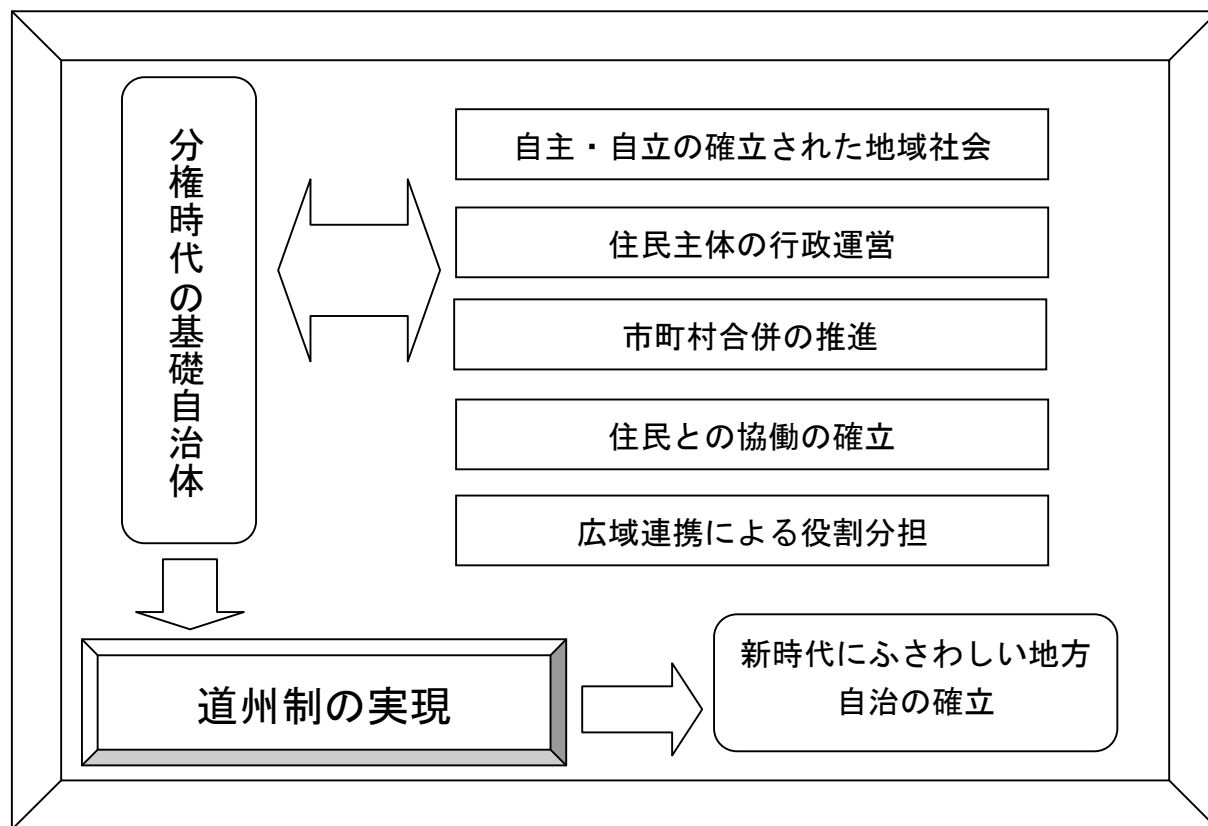 分権時代の基礎自治体
自主・自立の確立された地域社会
住民主体の行政運営
市町村合併の推進
住民との協働の確立
広域連携による役割分担
道州制の実現
新時代にふさわしい地方
自治の確立